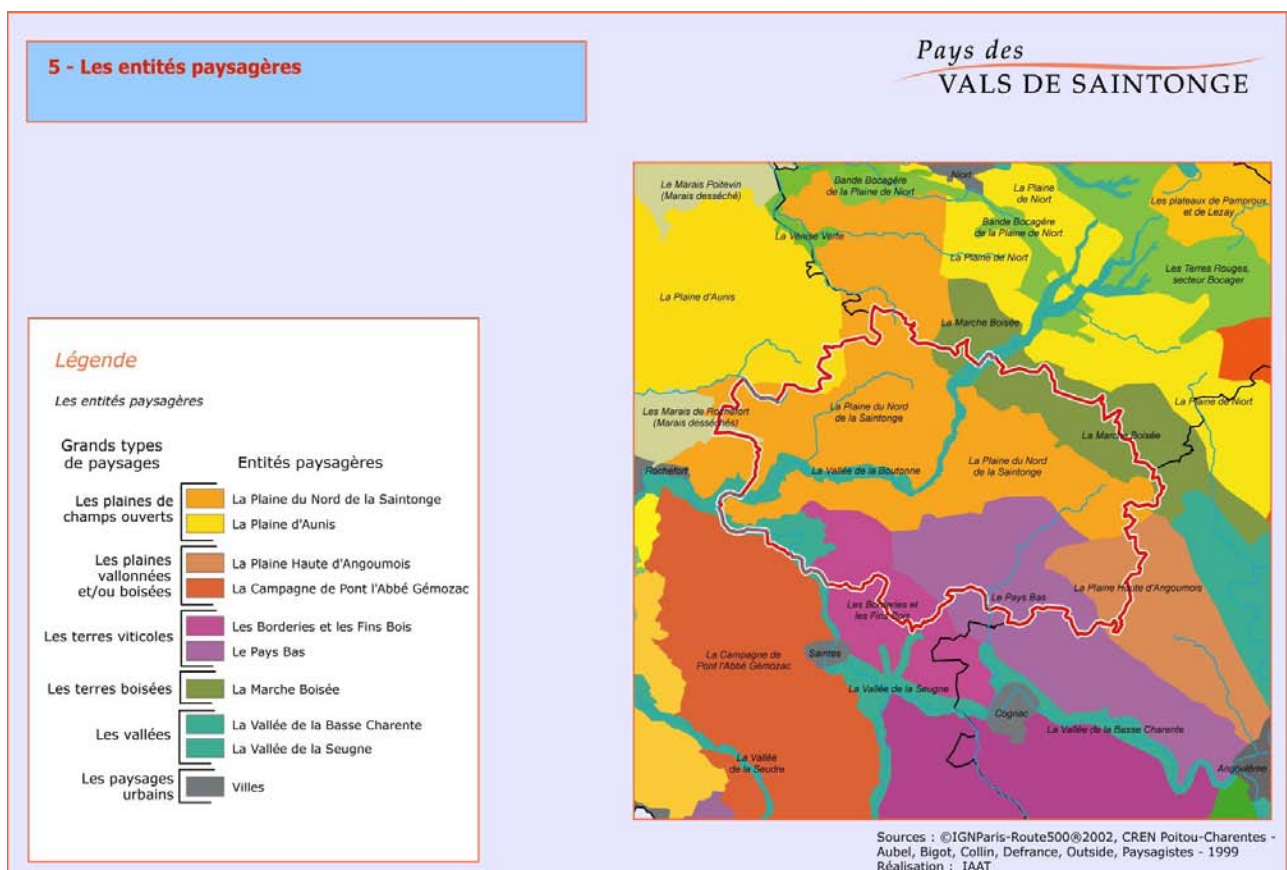 5 - Les entités paysagères
Pays des
VALS DE SAINTONGE
Légende
Les entités paysagères
Grands types
de paysages
Entités paysagères
Les plaines de
champs ouverts
La Plaine du Nord de la Saintonge
La Plaine d'Aunis
Les plaines
vallonnées
et/ou boisées
La Plaine Haute d'Angoumois
La Campagne de Pont l'Abbé Gémozac
Les terres viticoles
Les Borderies et les Fins Bois
Le Pays Bas
Les terres boisées
La Marche Boisée
Les vallées
La Vallée de la Basse Charente
La Vallée de la Seugne
Les paysages
urbains
Villes
Le Marais Poitevin
(Marais desséché)
Bande Bocagère
de la Plaine de Niort
Niort
La Plaine
de Niort
Les plateaux de Pamproux
et de Lezay
La Venise Verte
Bande Bocagère
de la Plaine de Niort
La Plaine de Niort
Les Terres Rouges,
secteur Bocager
La Plaine d'Aunis
La Marche Boisée
Les Marais de Rochefort
(Marais desséchés)
La Plaine du Nord
de la Saintonge
La Plaine de Niort
La Marche Boisée
Rochefort
La Vallée de la Boutonne
La Plaine du Nord
de la Saintonge
La Plaine Haute d'Angoumois
Le Pays Bas
Les Borderies et
les Fins Bois
Saintes
La Campagne de
Pont l'Abbé Gémozac
La Vallée de la Seugne
Cognac
La Vallée de la Basse Charente
La Vallée
de la Seudre
Angoulême
Sources : ©IGNParis-Route500®2002, CREN Poitou-Charentes -
Aubel, Bigot, Collin, Defrance, Outside, Paysagistes - 1999
Réalisation : IAAT